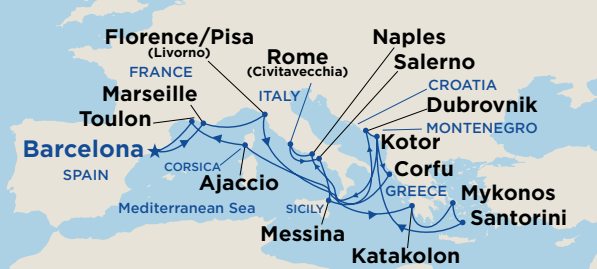 Florence/Pisa
(Livorno)
Naples
Rome
(Civitavecchia)
Salerno
FRANCE
CROATIA
Marseille
ITALY
Dubrovnik
Toulon
MONTENEGRO
Barcelona
Kotor
CORSICA
Corfu
SPAIN
Ajaccio
GREECE
Mykonos
Mediterranean Sea
SICILY
Santorini
Messina
Katakolon